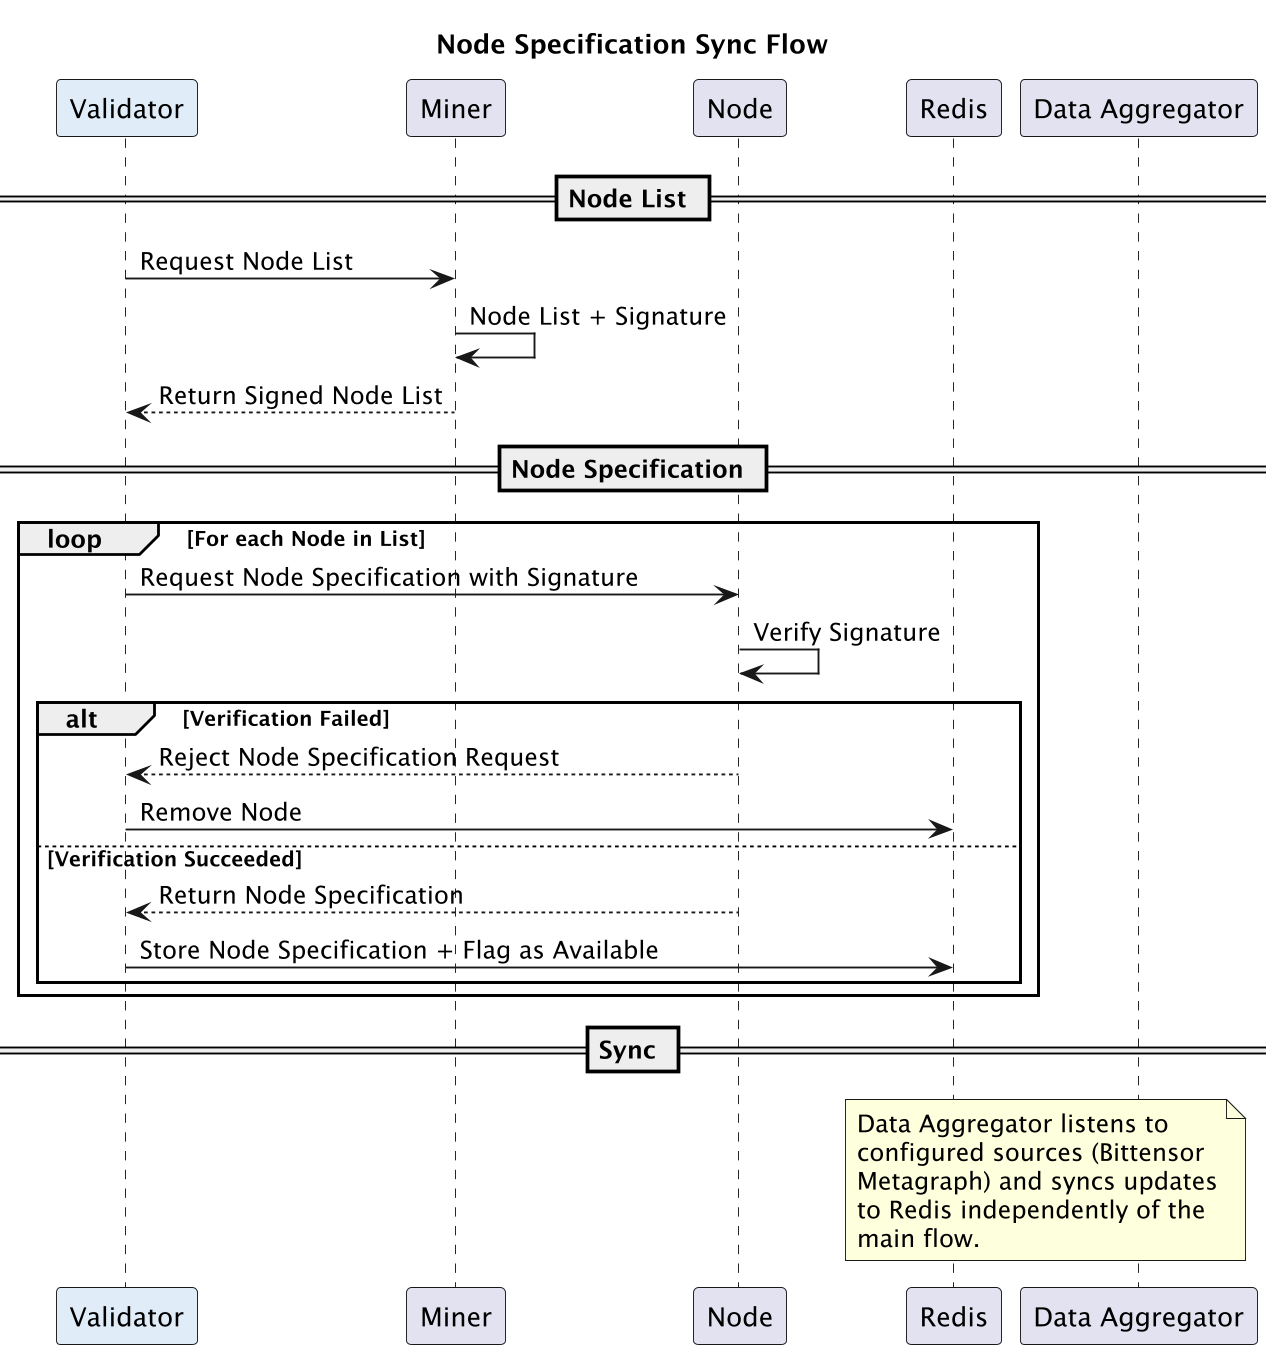 Node Specification Sync Flow
Validator
Miner
Node
Redis
Data Aggregator
Node List
Request Node List
Node List + Signature
Return Signed Node List
Node Specification
loop
[For each Node in List]
Request Node Specification with Signature
Verify Signature
alt
[Verification Failed]
Reject Node Specification Request
Remove Node
[Verification Succeeded]
Return Node Specification
Store Node Specification + Flag as Available
Sync
Data Aggregator listens to
configured sources (Bittensor
Metagraph) and syncs updates
to Redis independently of the
main flow.
Validator
Miner
Node
Redis
Data Aggregator